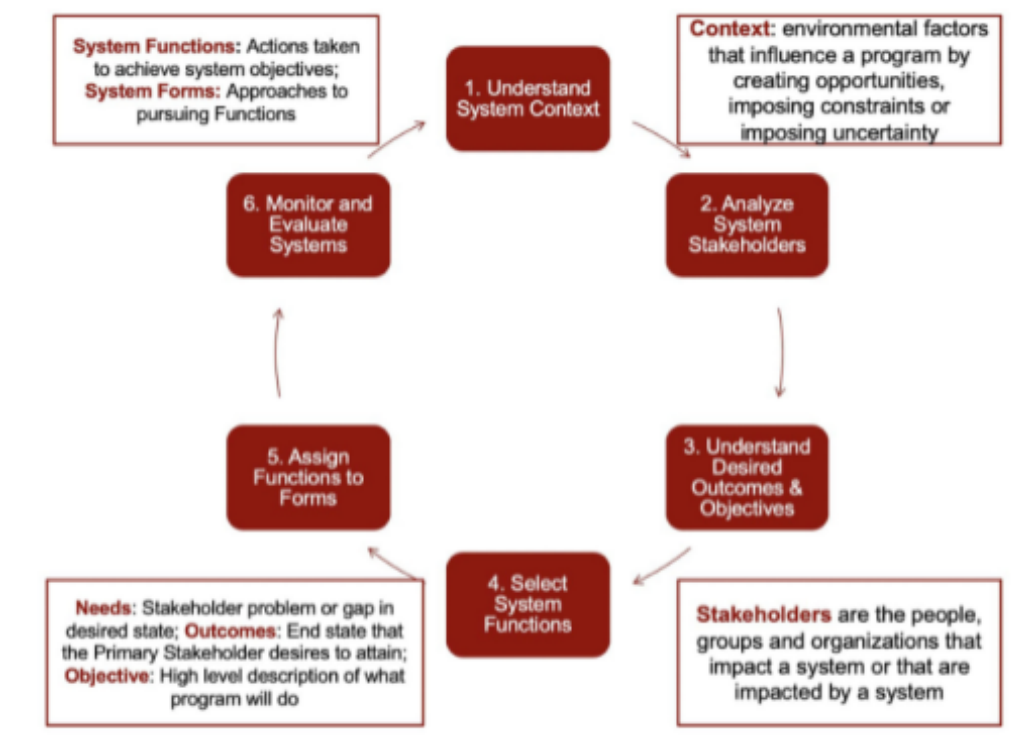 System Functions: Actions taken
to achieve system objectives;
System Forms: Approaches to
pursuing Functions
1. Understand
System Context
Context: environmental factors
that influence a program by
creating opportunities,
imposing constraints or
imposing uncertainty
6. Monitor and
Evaluate
Systems
2. Analyze
System
Stakeholders
5. Assign
Functions to
Forms
3. Understand
Desired
Outcomes &
Objectives
4. Select
System
Functions
Needs: Stakeholder problem or gap in
desired state; Outcomes: End state that
the Primary Stakeholder desires to attain;
Objective: High level description of what
program will do
Stakeholders are the people,
groups and organizations that
impact a system or that are
impacted by a system